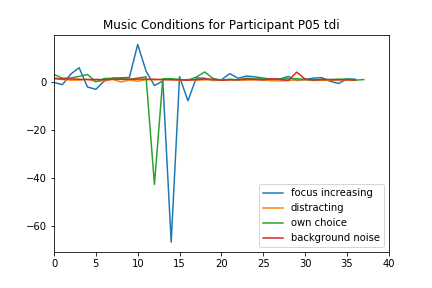 Music Conditions for Participant P05 tdi
0
−20
−40
−60
0 5 10 15 20 25 30 35 40
focus increasing
distracting
own choice
background noise